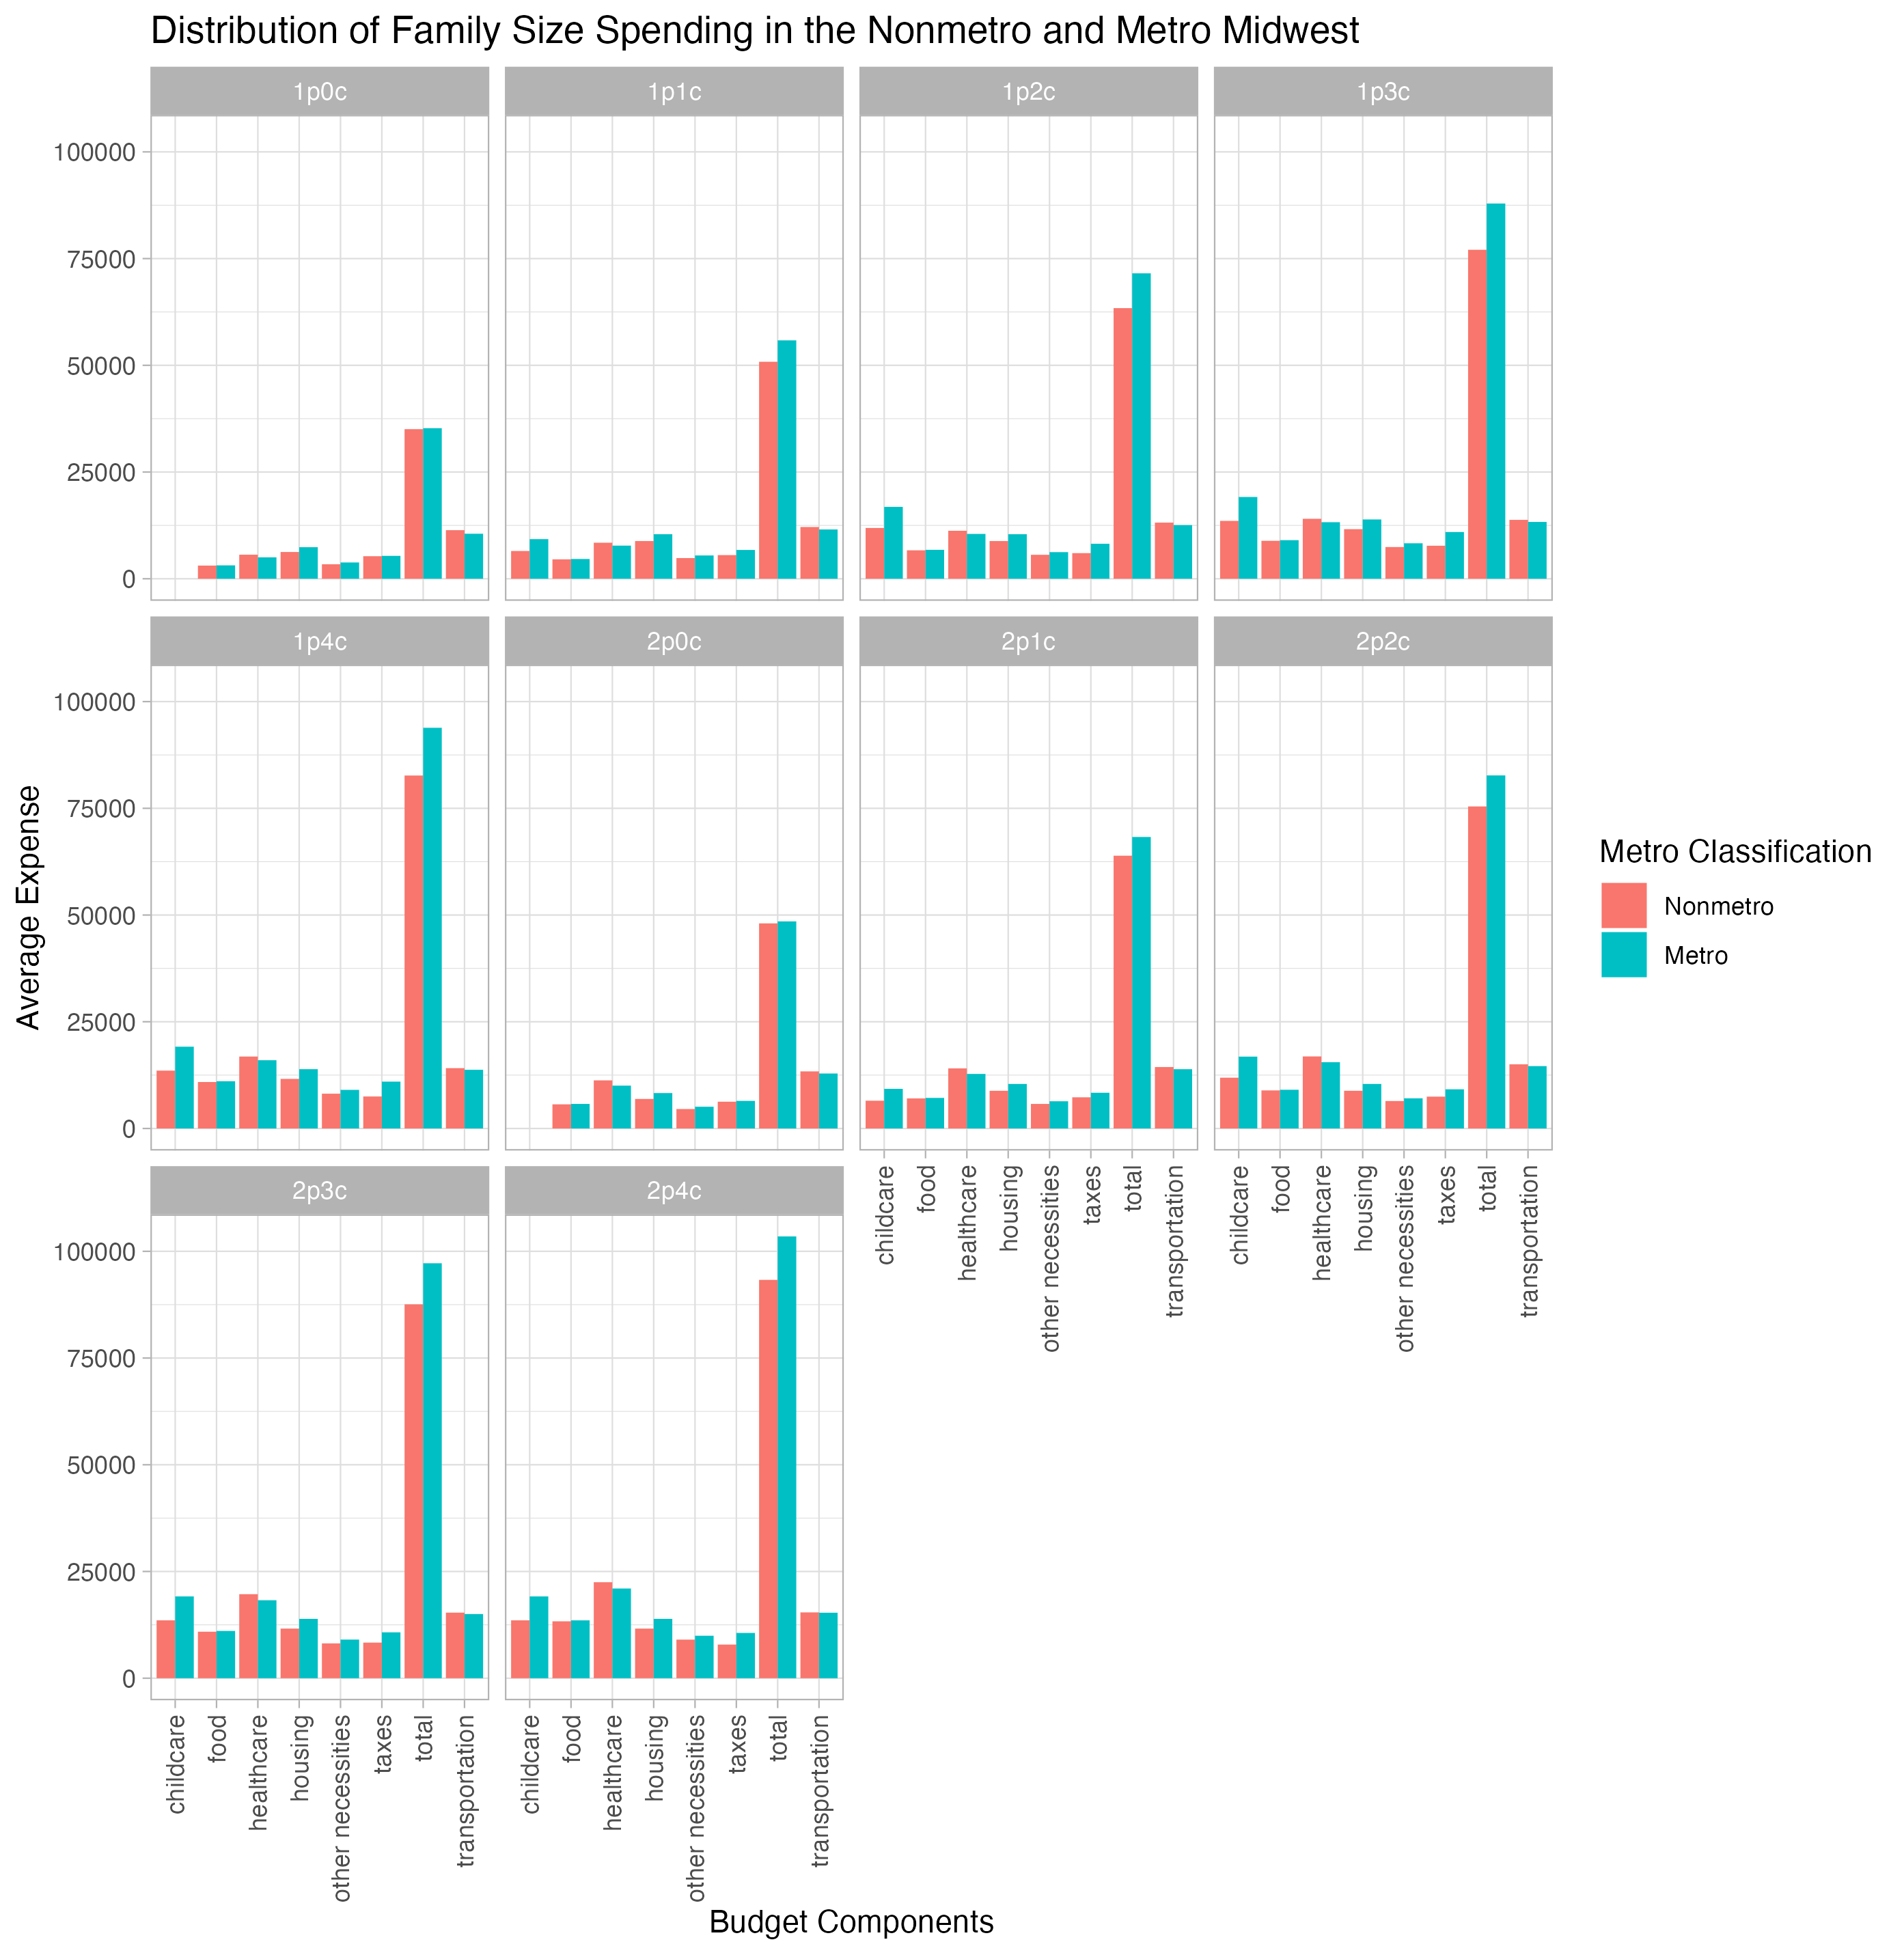 Distribution of Family Size Spending in the Nonmetro and Metro Midwest
1p0c 1p1c 1p2c 1p3c
100000
75000
50000
25000
0
1p4c 2p0c 2p1c 2p2c
100000
75000
50000
25000
0
childcare food healthcare housing other necessities taxes total transportation childcare food healthcare housing other necessities taxes total transportation
2p3c 2p4c
100000
75000
50000
25000
0
childcare food healthcare housing other necessities taxes total transportation childcare food healthcare housing other necessities taxes total transportation
Average Expense
Budget Components
Metro Classification
Nonmetro
Metro